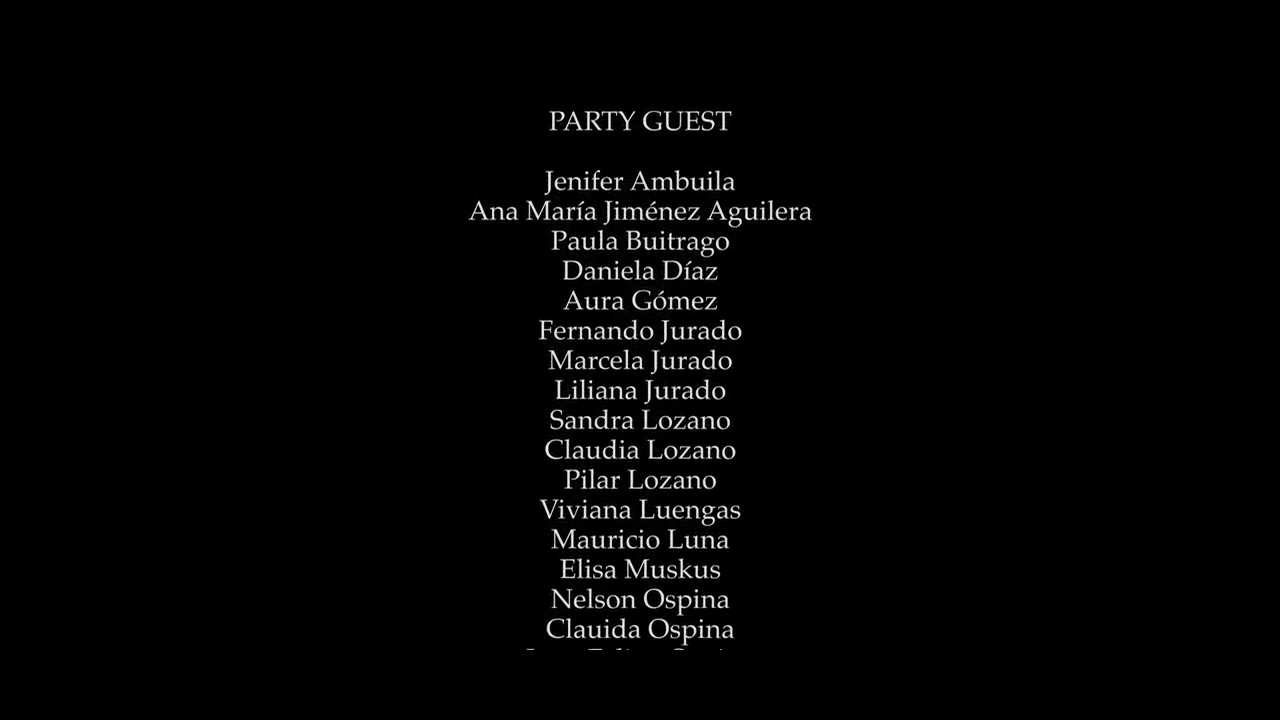 PARTY GUEST
Jenifer Ambuila
Ana María Jiménez Aguilera
Paula Buitrago
Daniela Díaz
Aura Gómez
Fernando Jurado
Marcela Jurado
Liliana Jurado
Sandra Lozano
Claudia Lozano
Pilar Lozano
Viviana Luengas
Mauricio Luna
Elisa Muskus
Nelson Ospina
Clauida Ospina